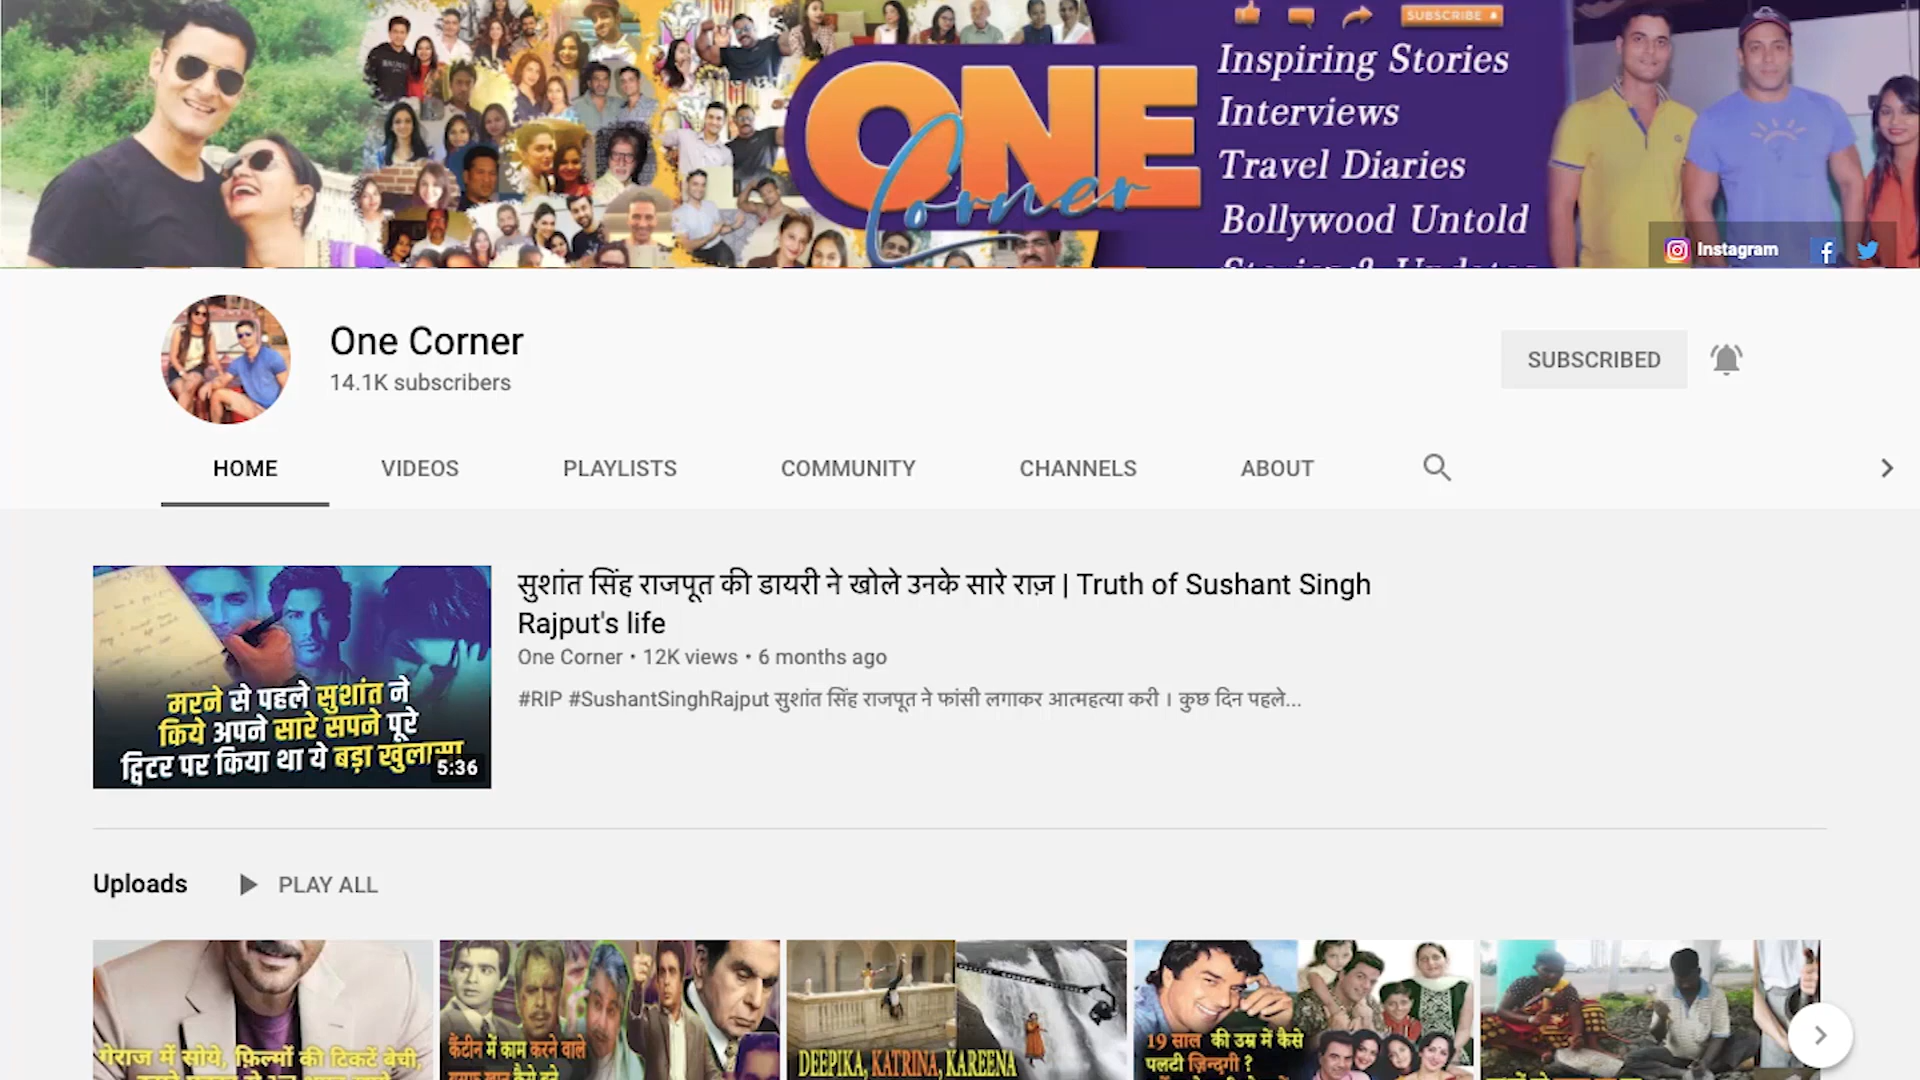 SUBSCRIBE
ONE
Corner
Inspiring Stories
Interviews
Travel Diaries
Bollywood Untold
Instagram
One Corner
14.1K subscribers
SUBSCRIBED
HOME VIDEOS PLAYLISTS COMMUNITY CHANNELS ABOUT
मरने से पहले सुशांत ने
किये अपने सारे सपने पूरे
ट्विटर पर किया था ये बड़ा खुलासा
5:36
सुशांत सिंह राजपूत की डायरी ने खोले उनके सारे राज़ | Truth of Sushant Singh
Rajput's life
One Corner • 12K views • 6 months ago
#RIP #SushantSinghRajput सुशांत सिंह राजपूत ने फांसी लगाकर आत्महत्या करी । कुछ दिन पहले...
Uploads PLAY ALL
गेराज में सोये, फ़िल्मों की टिकटें बेची,
कैंटीन में काम करने वाले
DEEPIKA, KATRINA, KAREENA
19 साल की उम्र में कैसे
पलटी ज़िन्दगी ?